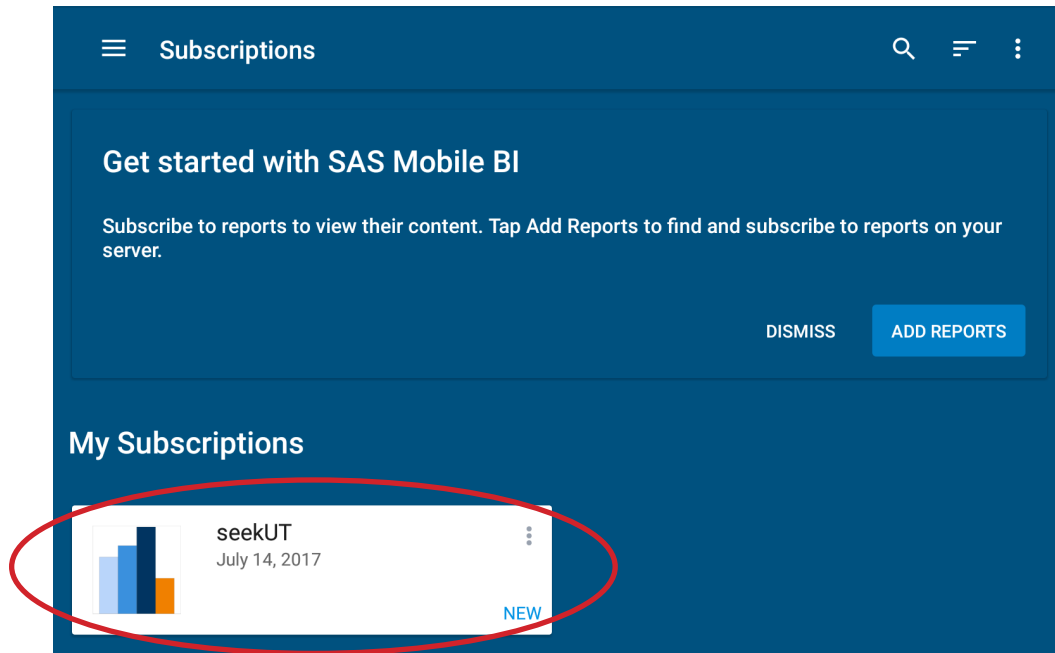 Subscriptions
Get started with SAS Mobile BI
Subscribe to reports to view their content. Tap Add Reports to find and subscribe to reports on your
server.
DISMISS
ADD REPORTS
My Subscriptions
seekUT
July 14, 2017
NEW